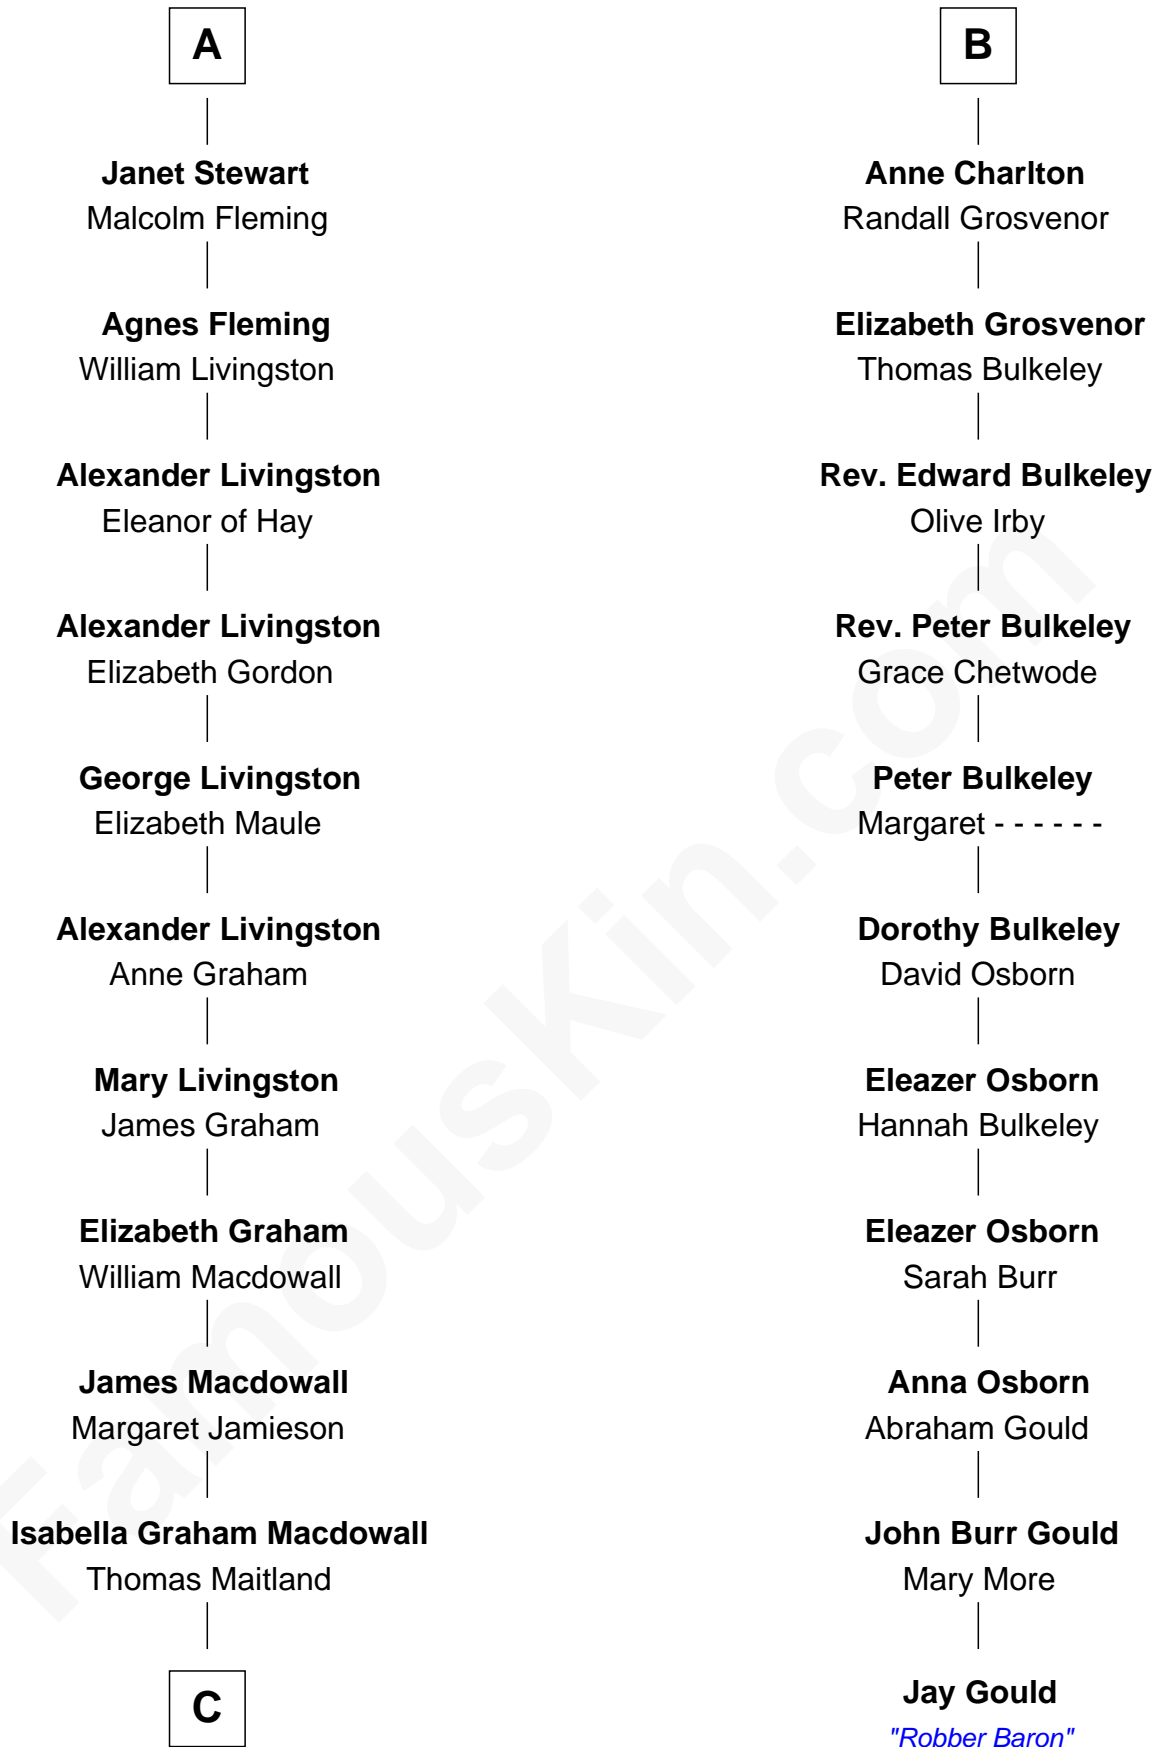 A
Janet Stewart
Malcolm Fleming
Agnes Fleming
William Livingston
Alexander Livingston
Eleanor of Hay
Alexander Livingston
Elizabeth Gordon
George Livingston
Elizabeth Maule
Alexander Livingston
Anne Graham
Mary Livingston
James Graham
Elizabeth Graham
William Macdowall
James Macdowall
Margaret Jamieson
Isabella Graham Macdowall
Thomas Maitland
C
B
Anne Charlton
Randall Grosvenor
Elizabeth Grosvenor
Thomas Bulkeley
Rev. Edward Bulkeley
Olive Irby
Rev. Peter Bulkeley
Grace Chetwode
Peter Bulkeley
Margaret - - - - - -
Dorothy Bulkeley
David Osborn
Eleazer Osborn
Hannah Bulkeley
Eleazer Osborn
Sarah Burr
Anna Osborn
Abraham Gould
John Burr Gould
Mary More
Jay Gould
"Robber Baron"
FamousKin.com